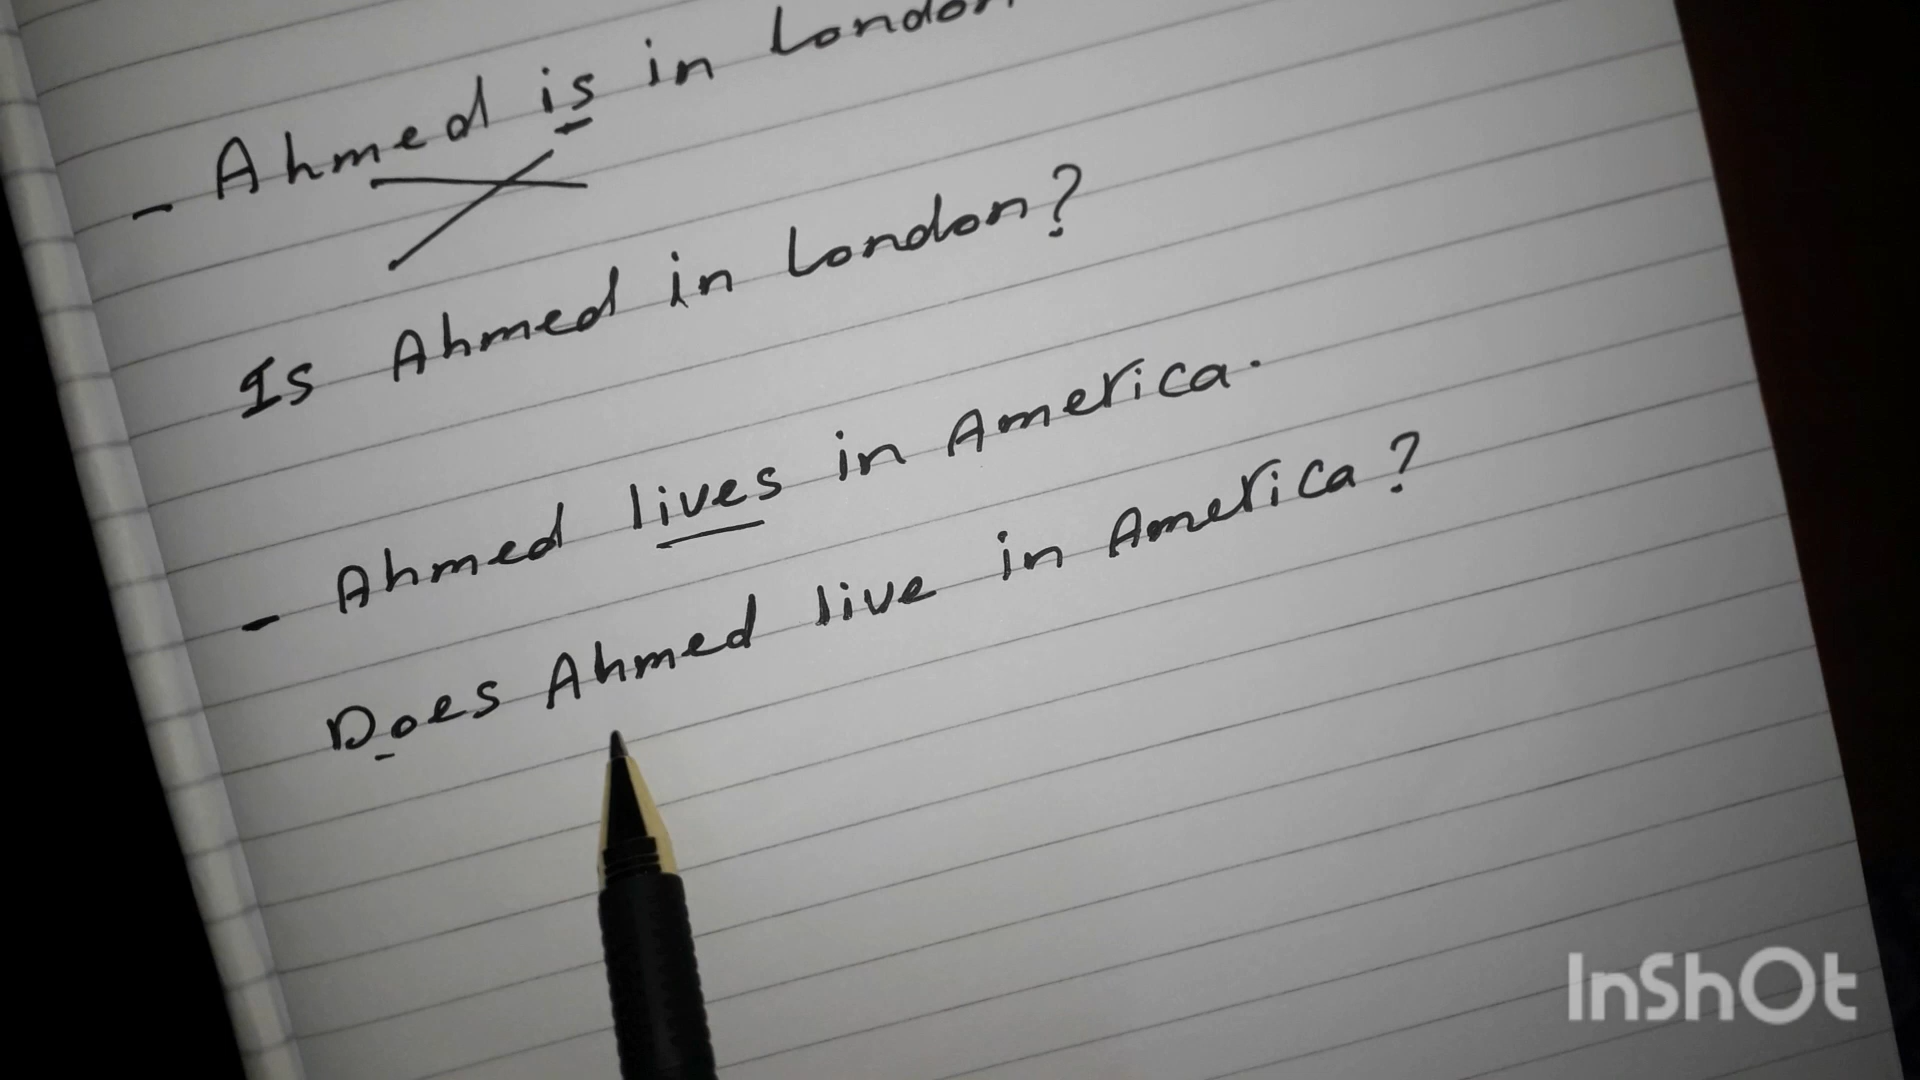 - Ahmed is in London.
Is Ahmed in London?
- Ahmed lives in America.
Does Ahmed live in America?
InShOt